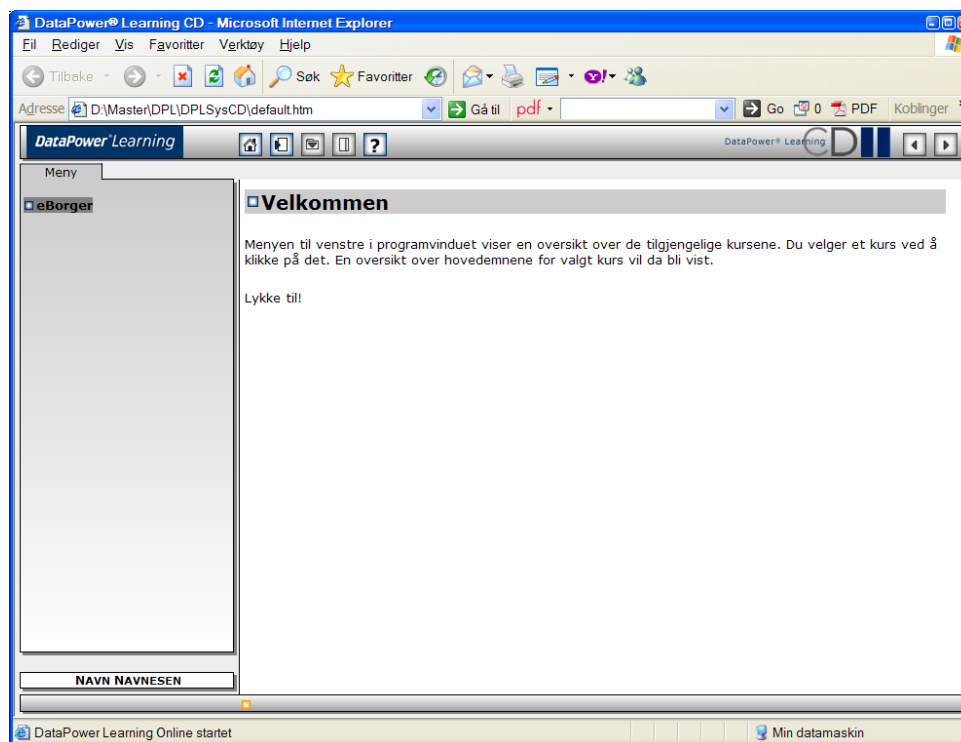 DataPower® Learning CD - Microsoft Internet Explorer
Fil Rediger Vis Favoritter Verktøy Hjelp
Tilbake Søk Favoritter
Adresse D:\Master\DPL\DPLSysCD\default.htm Gå til pdf Go 0 PDF Koblinger
DataPower® Learning ? DataPower® Learning CD II
Meny
eBorger
Velkommen
Menyen til venstre i programvinduet viser en oversikt over de tilgjengelige kursene. Du velger et kurs ved å
klikke på det. En oversikt over hovedemnene for valgt kurs vil da bli vist.
Lykke til!
NAVN NAVNESEN
DataPower Learning Online startet Min datamaskin